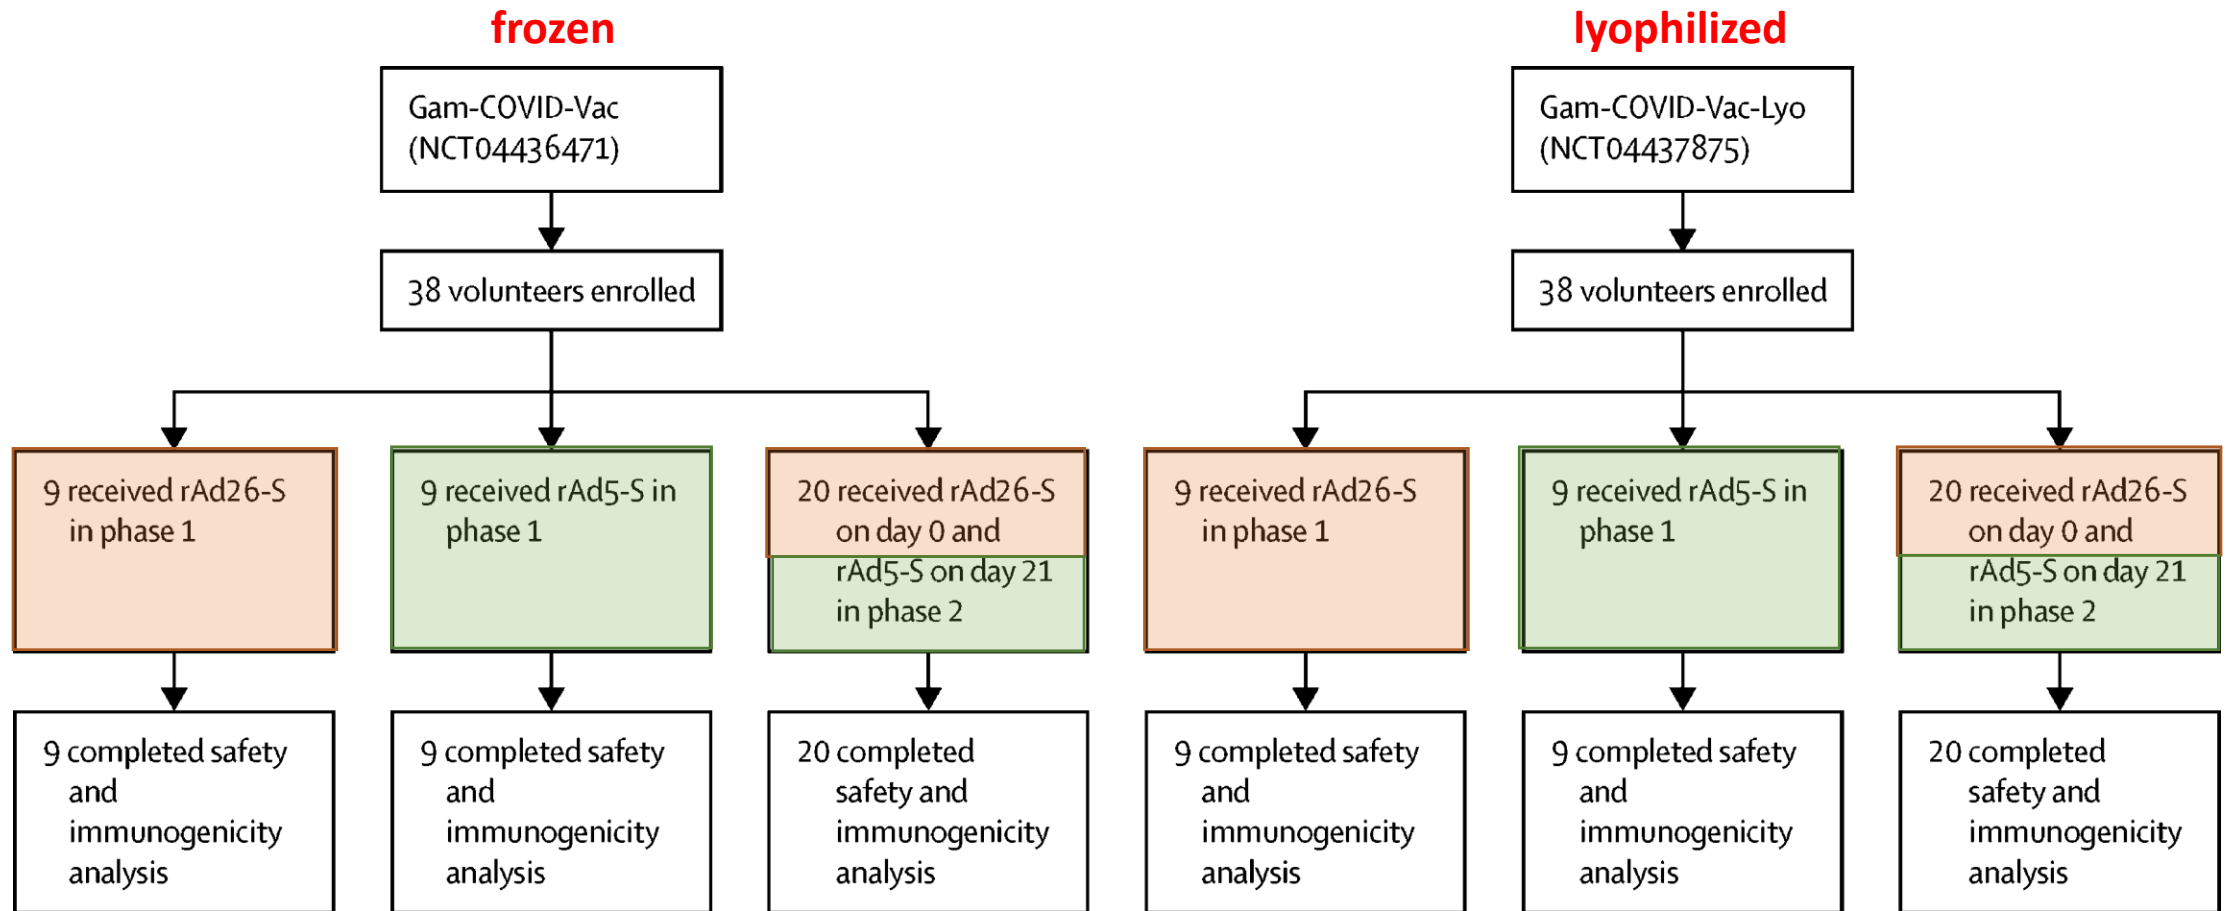 frozen
Gam-COVID-Vac
(NCT04436471)
38 volunteers enrolled
9 received rAd26-S
in phase 1
9 received rAd5-S in
phase 1
20 received rAd26-S
on day 0 and
rAd5-S on day 21
in phase 2
9 completed safety
and
immunogenicity
analysis
9 completed safety
and
immunogenicity
analysis
20 completed
safety and
immunogenicity
analysis
lyophilized
Gam-COVID-Vac-Lyo
(NCT04437875)
38 volunteers enrolled
9 received rAd26-S
in phase 1
9 received rAd5-S in
phase 1
20 received rAd26-S
on day 0 and
rAd5-S on day 21
in phase 2
9 completed safety
and
immunogenicity
analysis
9 completed safety
and
immunogenicity
analysis
20 completed
safety and
immunogenicity
analysis